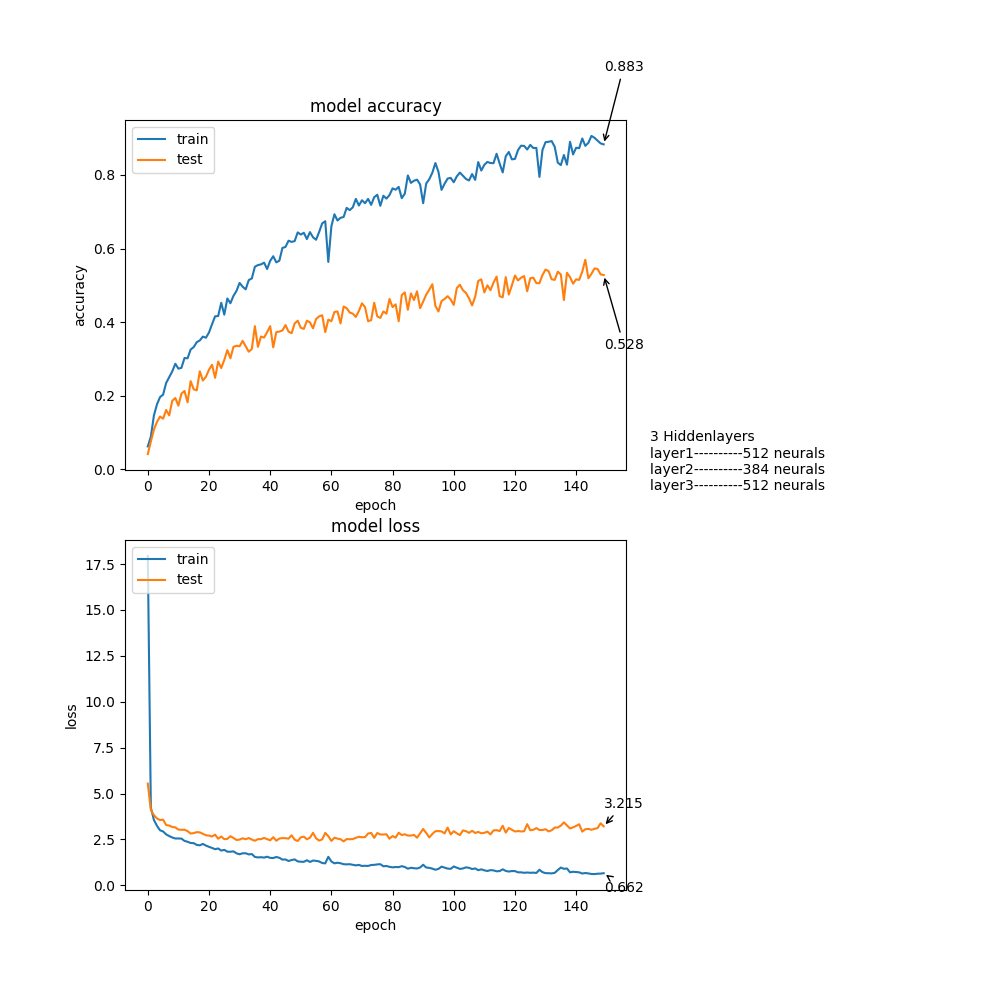 0.883
model accuracy
train
test
0.8
0.6
0.4
0.2
0.0
accuracy
0.528
0 20 40 60 80 100 120 140
epoch
3 Hiddenlayers
layer1----------512 neurals
layer2----------384 neurals
layer3----------512 neurals
model loss
train
test
17.5
15.0
12.5
10.0
7.5
5.0
2.5
0.0
loss
3.215
0.662
0 20 40 60 80 100 120 140
epoch